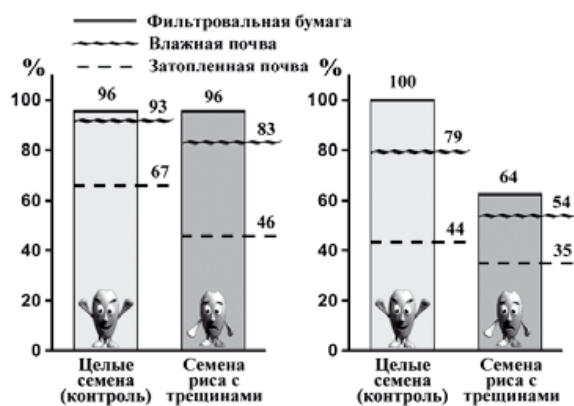 Фильтровальная бумага
Влажная почва
Затопленная почва
%
100
80
60
40
20
0
96
93
67
96
83
46
Целые
семена
(контроль)
Семена
риса с
трещинами
%
100
80
60
40
20
0
100
79
44
64
54
35
Целые
семена
(контроль)
Семена
риса с
трещинами